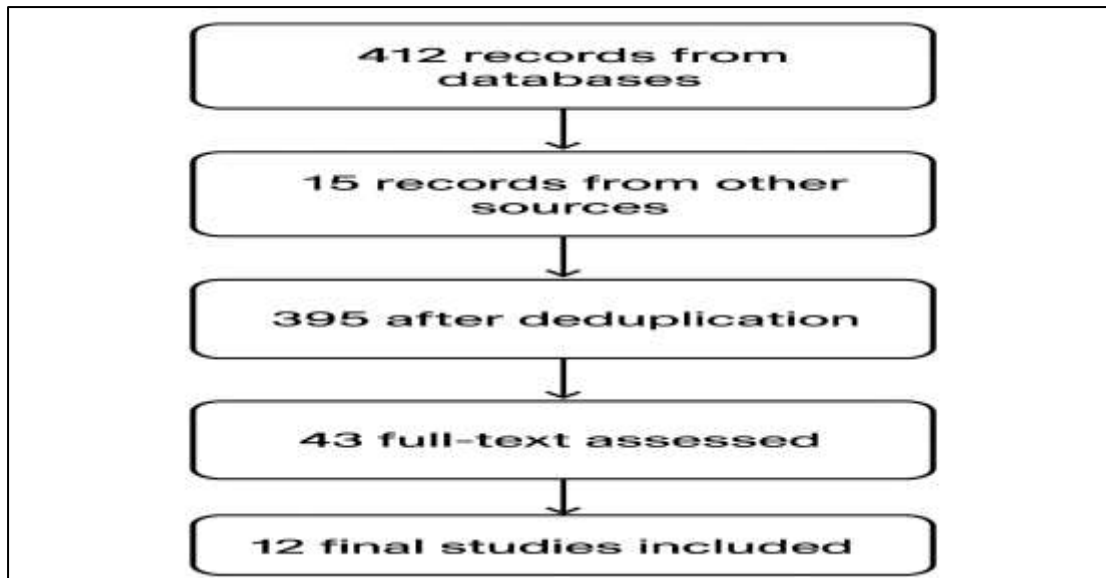 412 records from
databases
15 records from other
sources
395 after deduplication
43 full-text assessed
12 final studies included